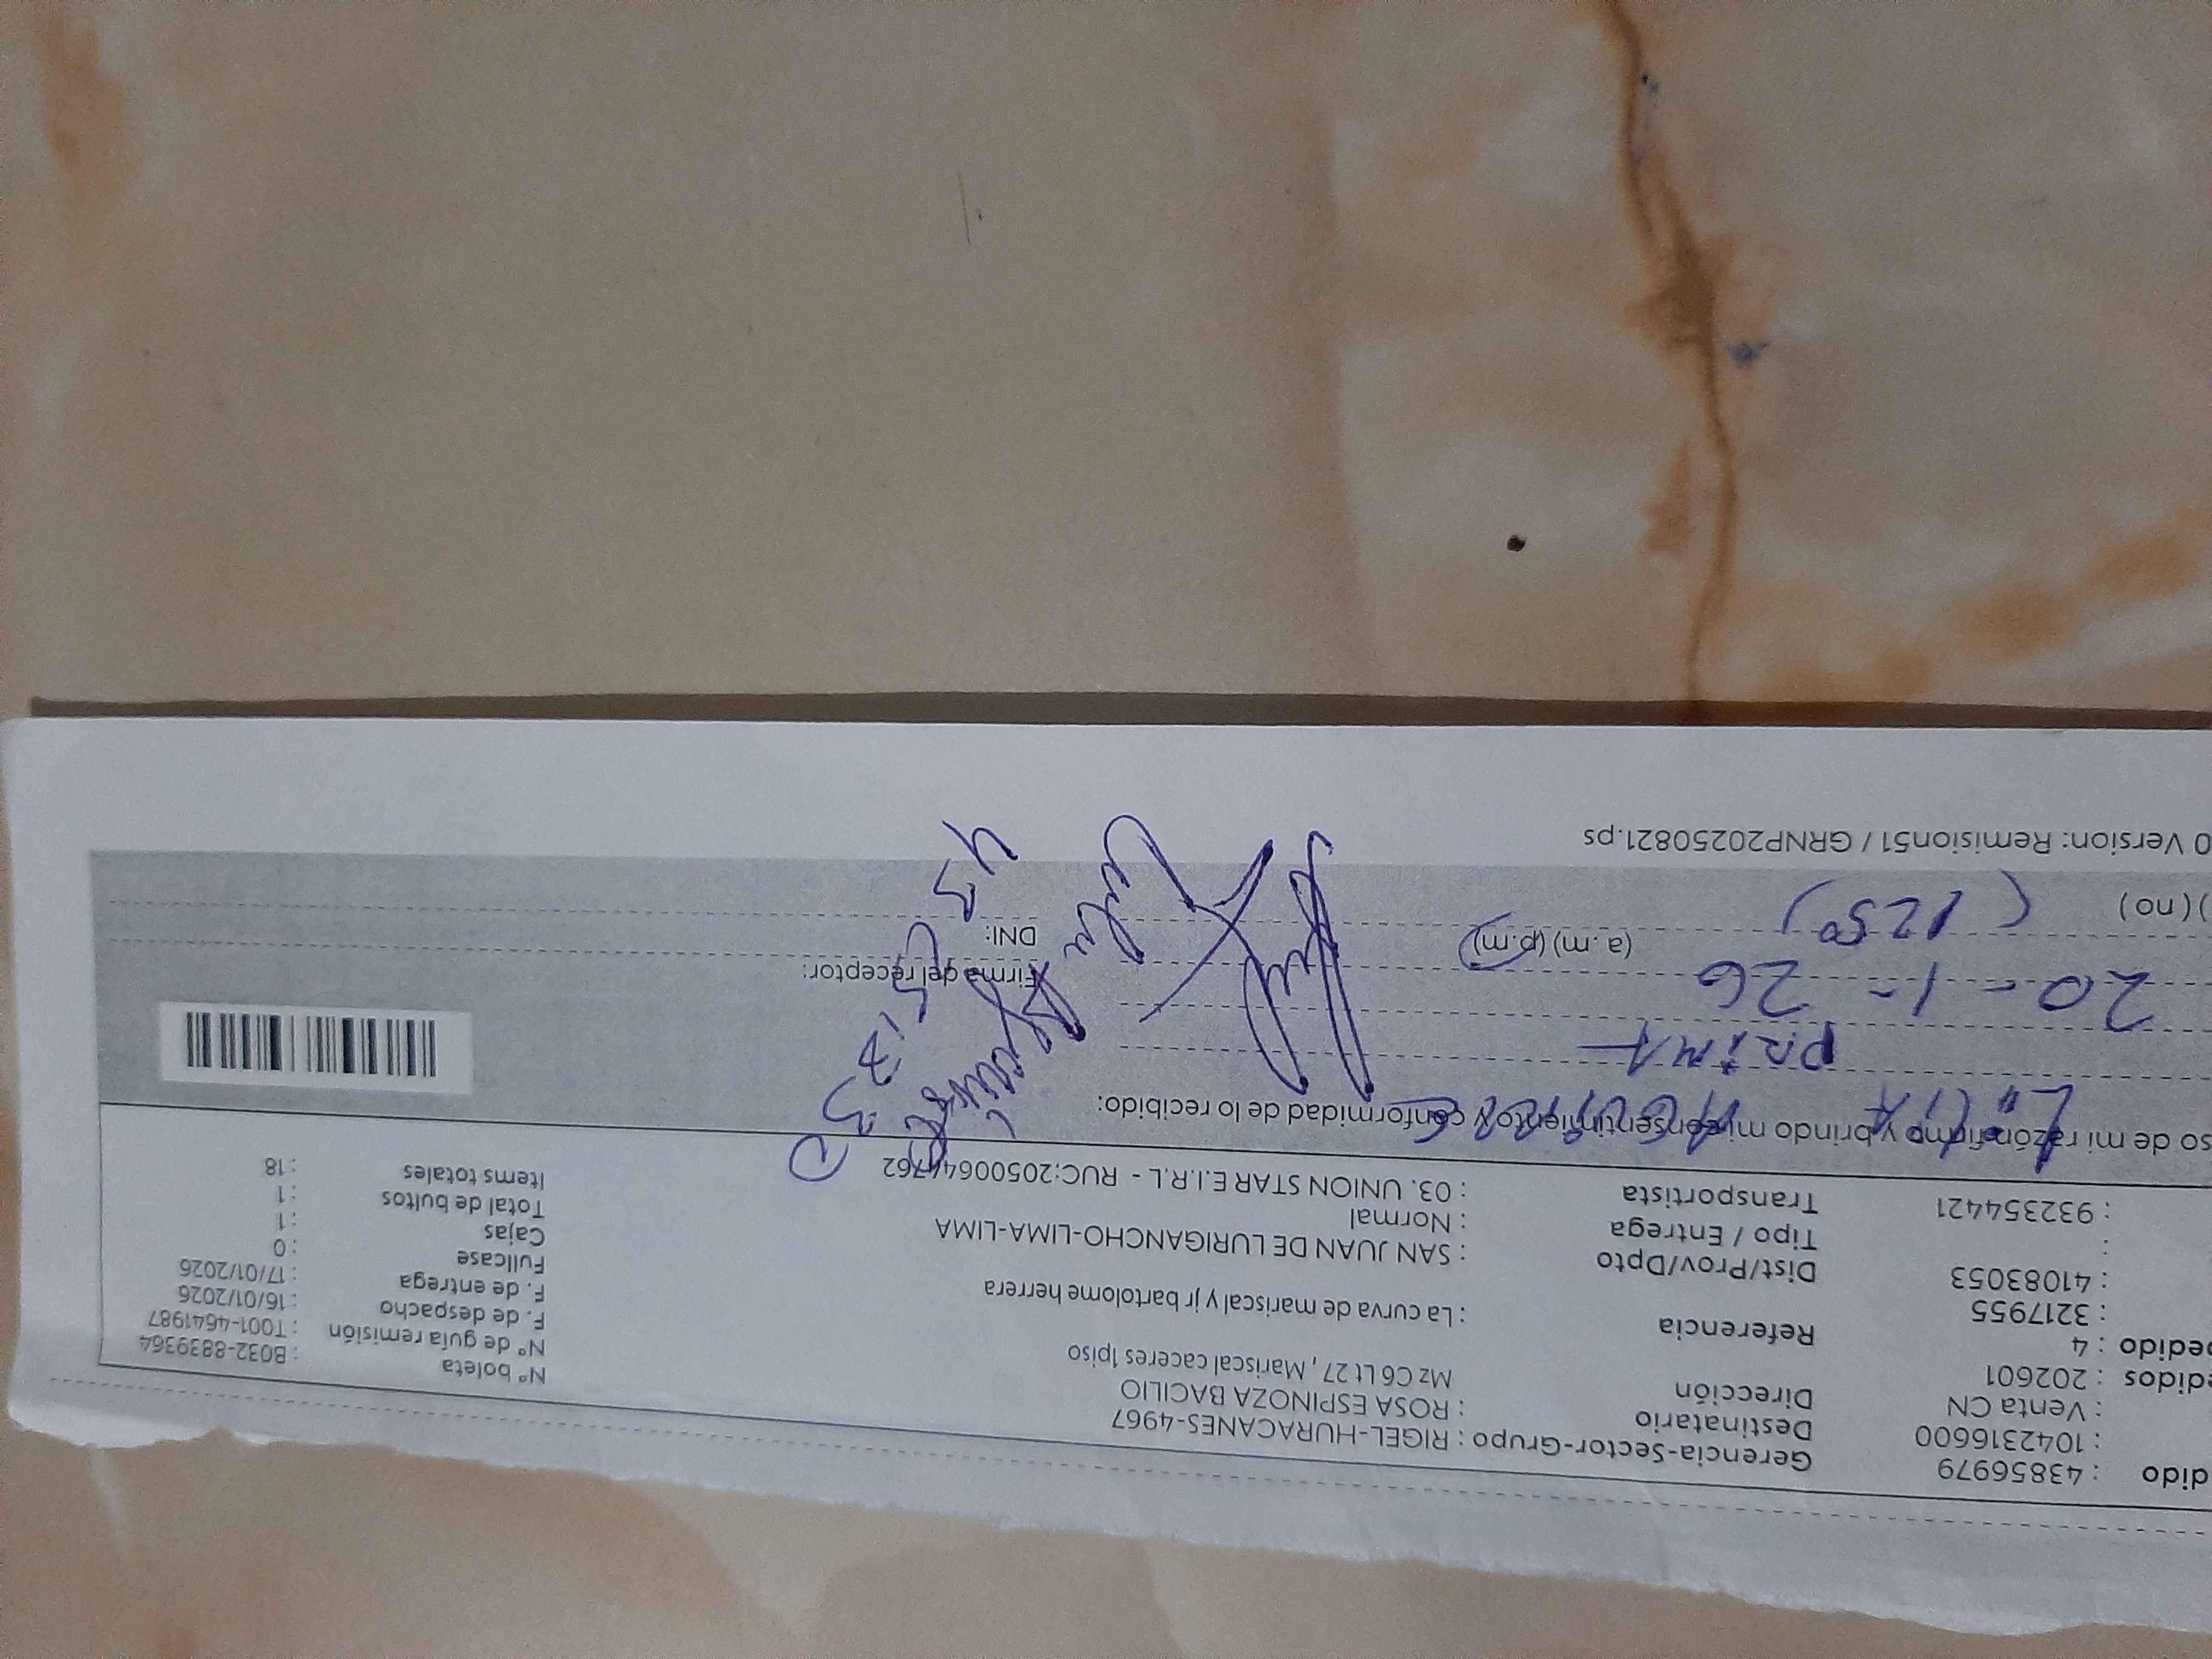 dido : 43856979 Gerencia-Sector-Grupo : RIGEL-HURACANES-4967
: 1042316600 Destinatario : ROSA ESPINOZA BACILIO
: Venta CN Dirección Mz C6 Lt 27, Mariscal caceres 1piso
edidos : 202601
pedido : 4 Referencia : La curva de mariscal y jr bartolome herrera
: 3217955
: 41083053 Dist/Prov/Dpto : SAN JUAN DE LURIGANCHO-LIMA-LIMA
: Tipo / Entrega : Normal
: 932354421 Transportista : 03. UNION STAR E.I.R.L - RUC:20500644762
Nº boleta : B032-8839364
Nº de guía remisión : T001-4641987
F. de despacho : 16/01/2026
F. de entrega : 17/01/2026
Fullcase : 0
Cajas : 1
Total de bultos : 1
Items totales : 18
so de mi razón firmo y brindo mi consentimiento y conformidad de lo recibido:
PRIMA
20 - 1 - 26
Firma del receptor:
(1250) (a.m) (p.m)
DNI:
) ( no )
0 Version: Remision51 / GRNP20250821.ps